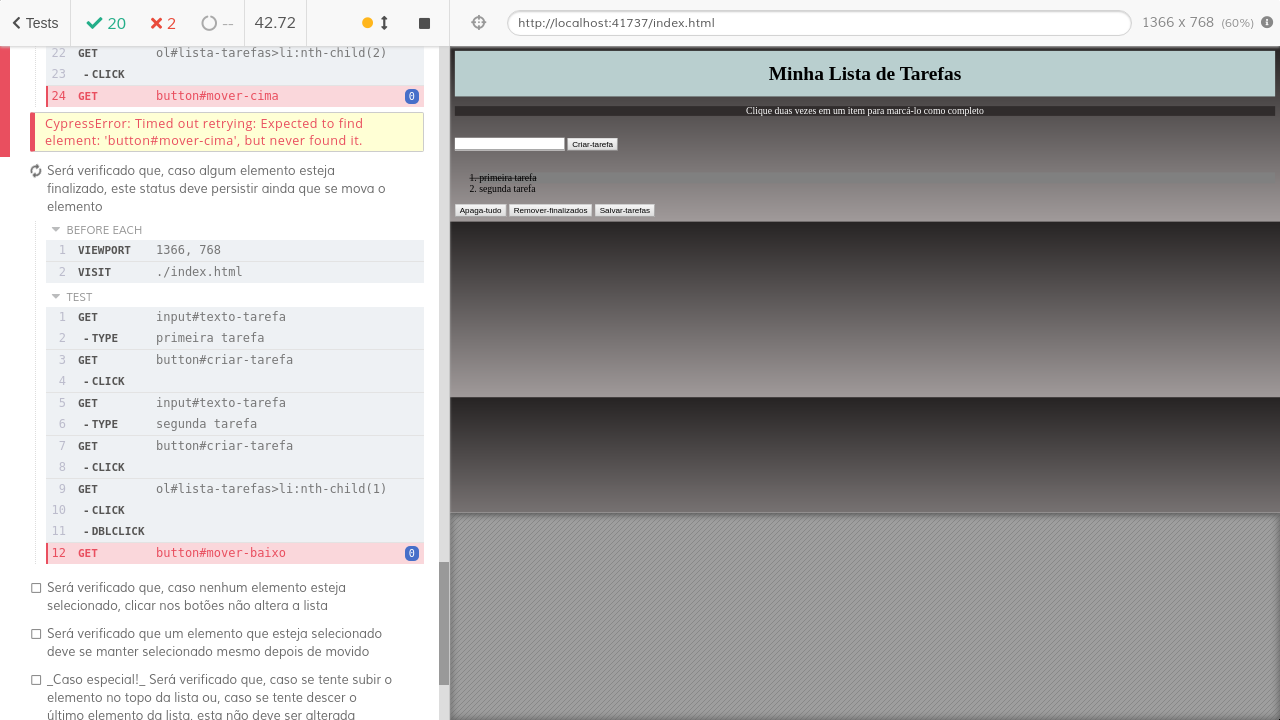 Tests
20
2
--
42.72
http://localhost:41737/index.html
1366 x 768 (60%)
22 GET ol#lista-tarefas>li:nth-child(2)
23 - CLICK
24 GET button#mover-cima 0
CypressError: Timed out retrying: Expected to find
element: 'button#mover-cima', but never found it.
Será verificado que, caso algum elemento esteja
finalizado, este status deve persistir ainda que se mova o
elemento
BEFORE EACH
1 VIEWPORT 1366, 768
2 VISIT ./index.html
TEST
1 GET input#texto-tarefa
2 - TYPE primeira tarefa
3 GET button#criar-tarefa
4 - CLICK
5 GET input#texto-tarefa
6 - TYPE segunda tarefa
7 GET button#criar-tarefa
8 - CLICK
9 GET ol#lista-tarefas>li:nth-child(1)
10 - CLICK
11 - DBLCLICK
12 GET button#mover-baixo 0
Será verificado que, caso nenhum elemento esteja
selecionado, clicar nos botões não altera a lista
Será verificado que um elemento que esteja selecionado
deve se manter selecionado mesmo depois de movido
_Caso especial!_ Será verificado que, caso se tente subir o
elemento no topo da lista ou, caso se tente descer o
último elemento da lista, esta não deve ser alterada
Minha Lista de Tarefas
Clique duas vezes em um item para marcá-lo como completo
Criar-tarefa
1. primeira tarefa
2. segunda tarefa
Apaga-tudo Remover-finalizados Salvar-tarefas